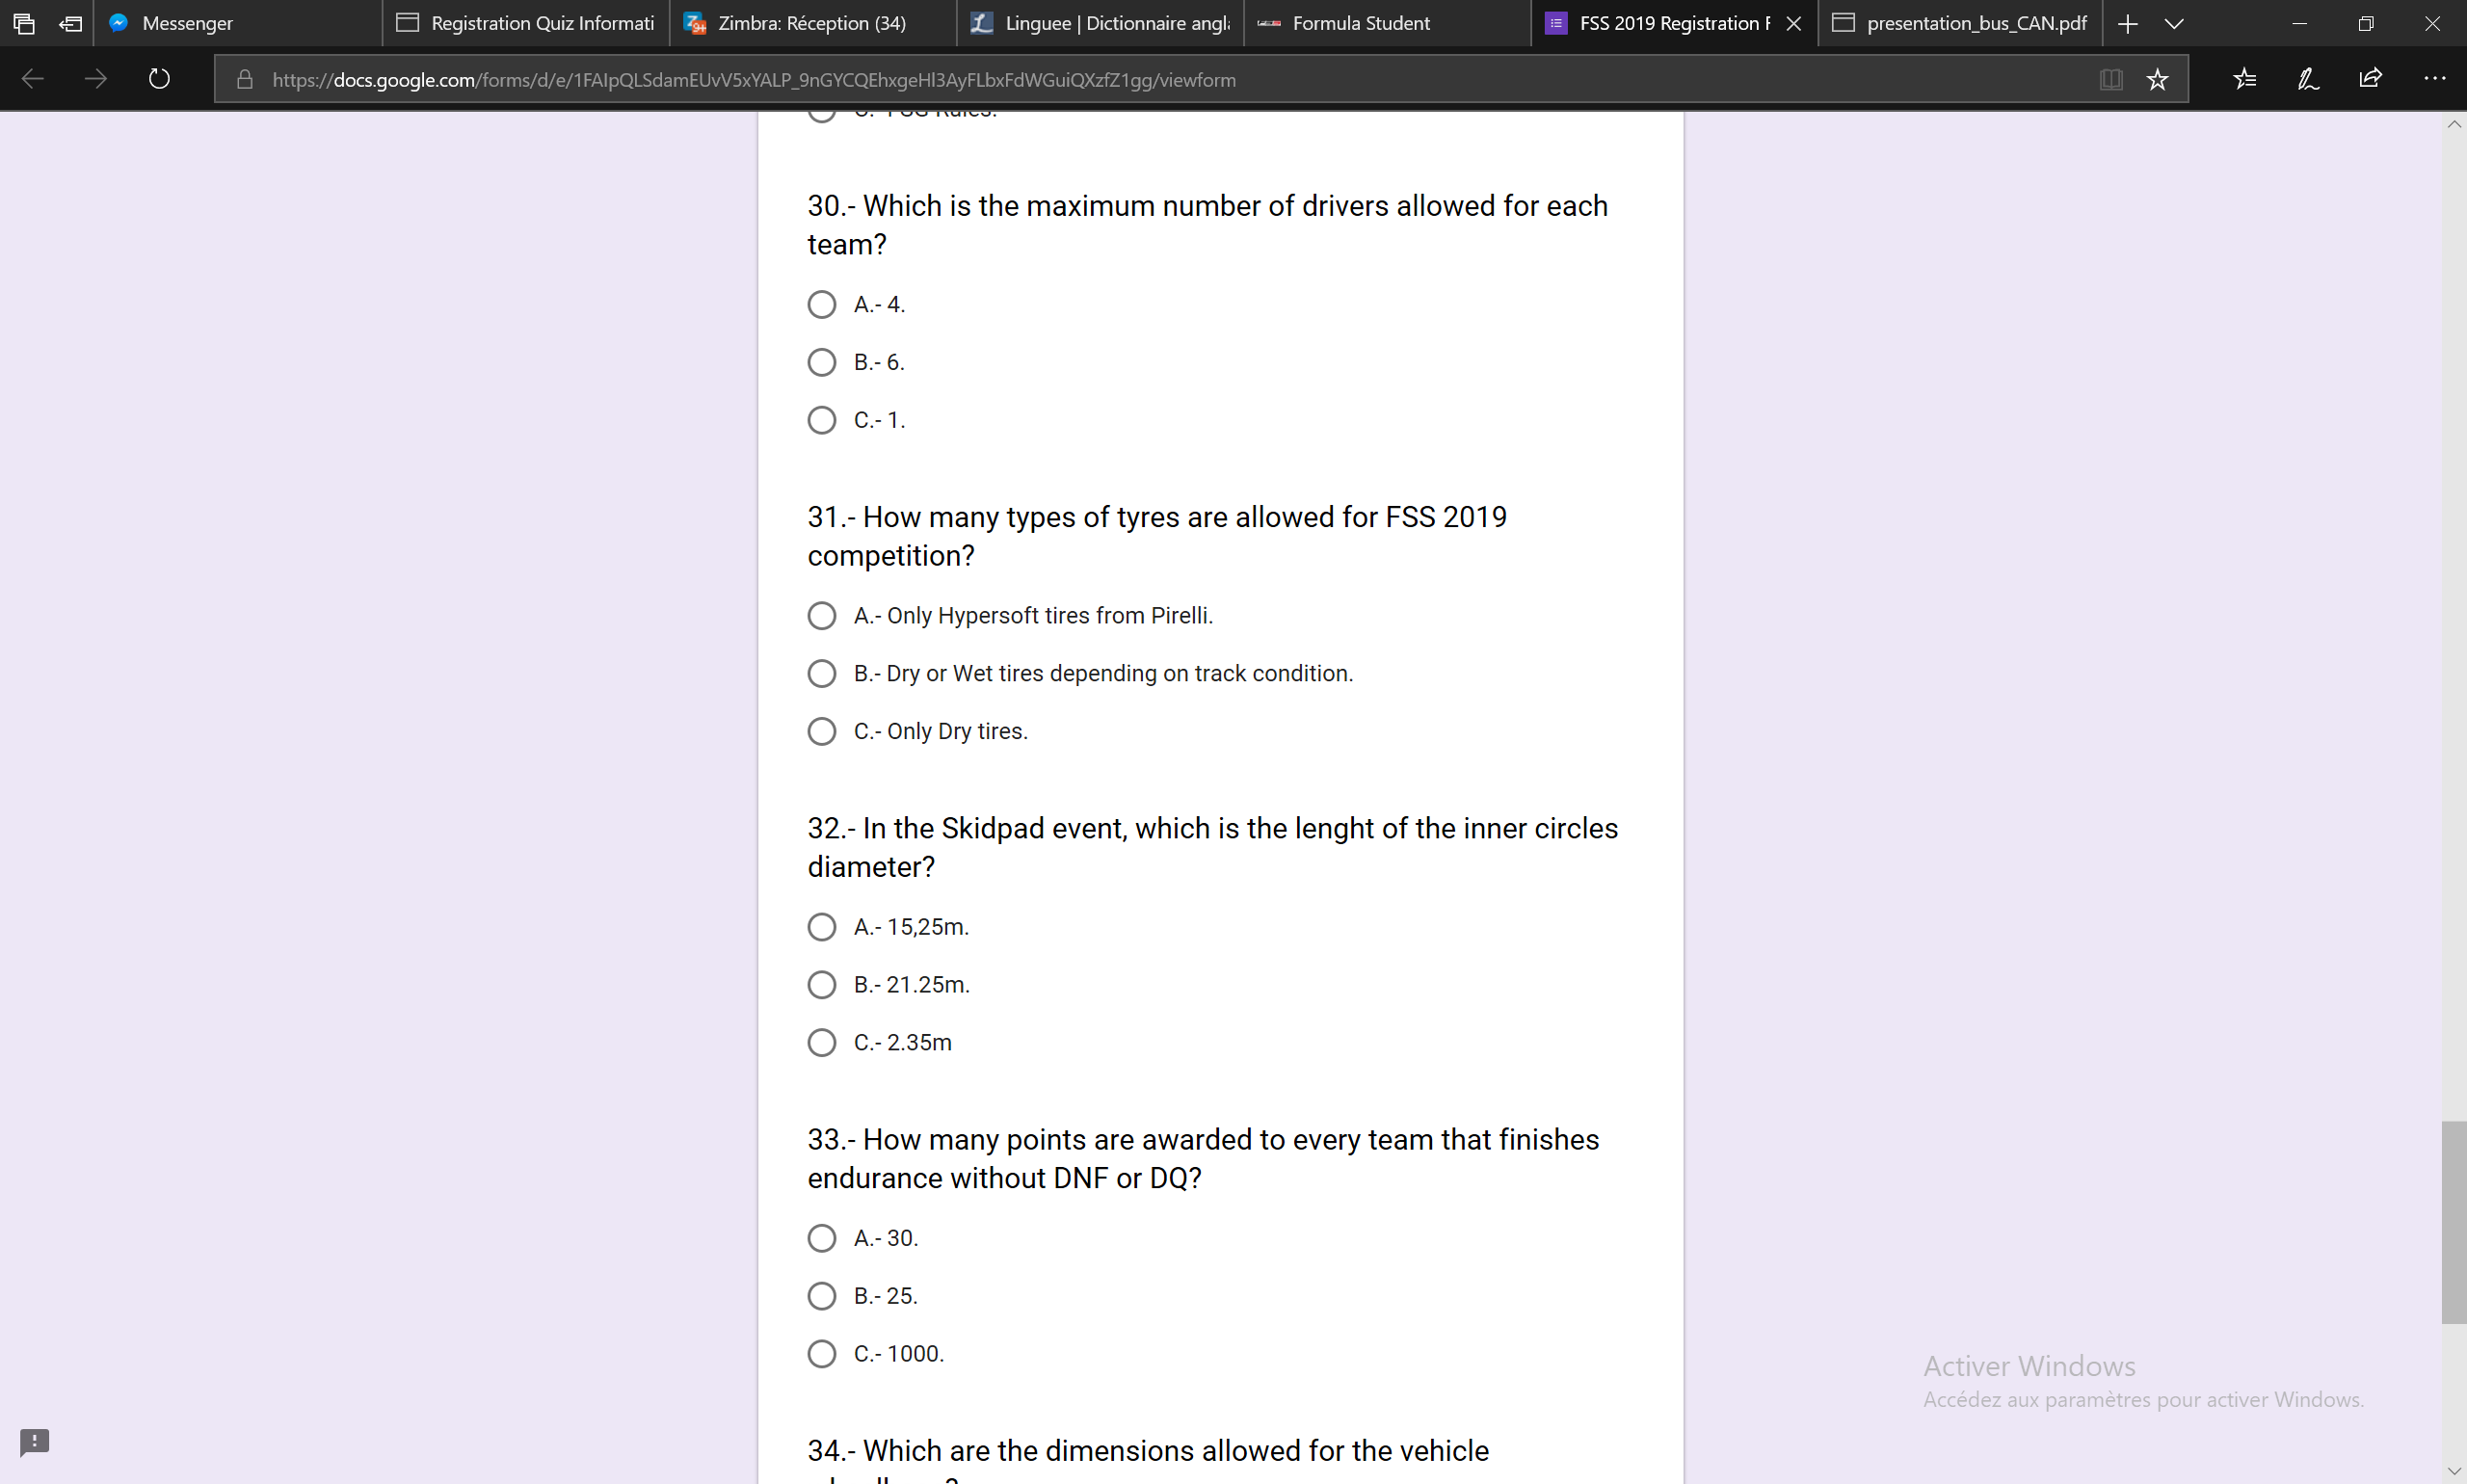 Messenger
Registration Quiz Informati
Zimbra: Réception (34)
Linguee | Dictionnaire angl
Formula Student
FSS 2019 Registration F
presentation_bus_CAN.pdf
https://docs.google.com/forms/d/e/1FAIpQLSdamEUvV5xYALP_9nGYCQEhxgeHl3AyFLbxFdWGuiQXzfZ1gg/viewform
30.- Which is the maximum number of drivers allowed for each
team?
A.- 4.
B.- 6.
C.- 1.
31.- How many types of tyres are allowed for FSS 2019
competition?
A.- Only Hypersoft tires from Pirelli.
B.- Dry or Wet tires depending on track condition.
C.- Only Dry tires.
32.- In the Skidpad event, which is the lenght of the inner circles
diameter?
A.- 15,25m.
B.- 21.25m.
C.- 2.35m
33.- How many points are awarded to every team that finishes
endurance without DNF or DQ?
A.- 30.
B.- 25.
C.- 1000.
Activer Windows
Accédez aux paramètres pour activer Windows.
34.- Which are the dimensions allowed for the vehicle